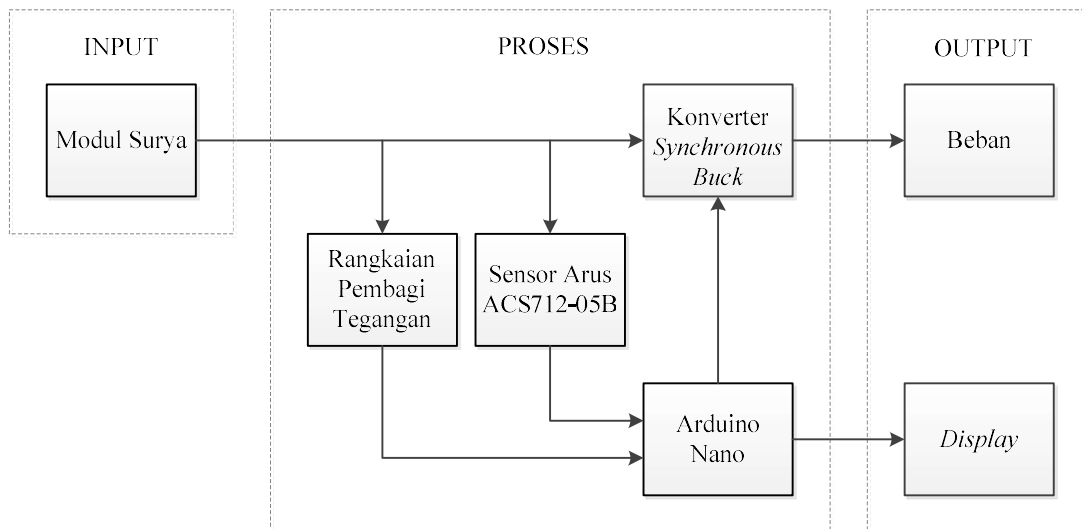 INPUT
PROSES
OUTPUT
Modul Surya
Konverter
Synchronous
Buck
Beban
Rangkaian
Pembagi
Tegangan
Sensor Arus
ACS712-05B
Arduino
Nano
Display